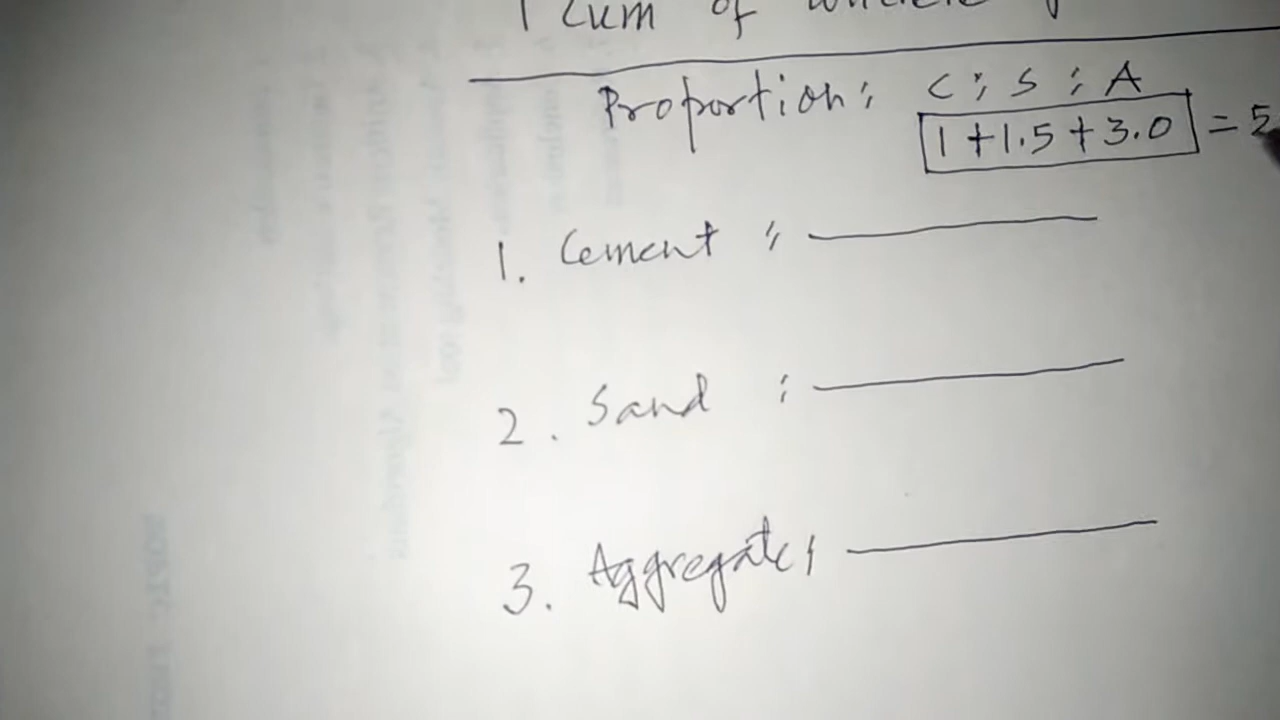 1 Cum of
Proportion: C : S : A
1 + 1.5 + 3.0 = 5
1. Cement :
2. Sand :
3. Aggregate :